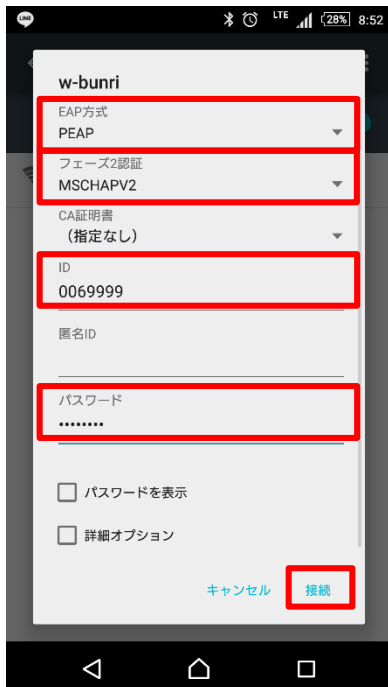 LINE
LTE
28%
8:52
w-bunri
EAP方式
PEAP
フェーズ2認証
MSCHAPV2
CA証明書
（指定なし）
ID
0069999
匿名ID
パスワード
••••••••
パスワードを表示
詳細オプション
キャンセル
接続